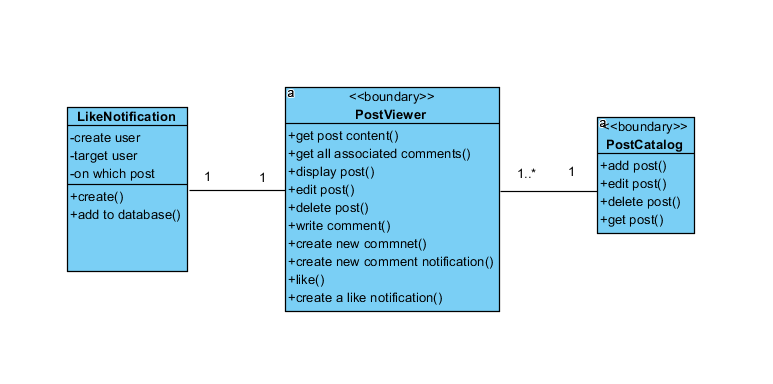 LikeNotification
-create user
-target user
-on which post
+create()
+add to database()
1
1
a
<<boundary>>
PostViewer
+get post content()
+get all associated comments()
+display post()
+edit post()
+delete post()
+write comment()
+create new commnet()
+create new comment notification()
+like()
+create a like notification()
1..*
1
a
<<boundary>>
PostCatalog
+add post()
+edit post()
+delete post()
+get post()